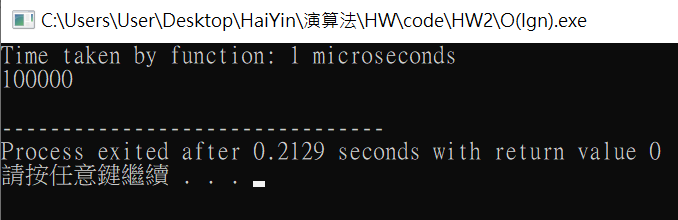 C:\Users\User\Desktop\HaiYin\演算法\HW\code\HW2\O(lgn).exe
Time taken by function: 1 microseconds
100000
--------------------------------
Process exited after 0.2129 seconds with return value 0
請按任意鍵繼續 . . .